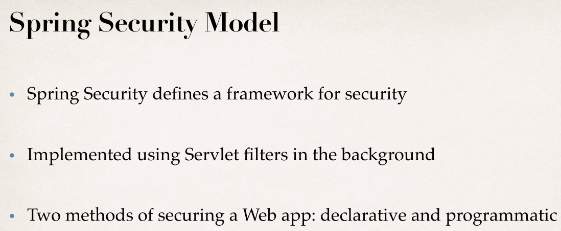 Spring Security Model
• Spring Security defines a framework for security
• Implemented using Servlet filters in the background
• Two methods of securing a Web app: declarative and programmatic